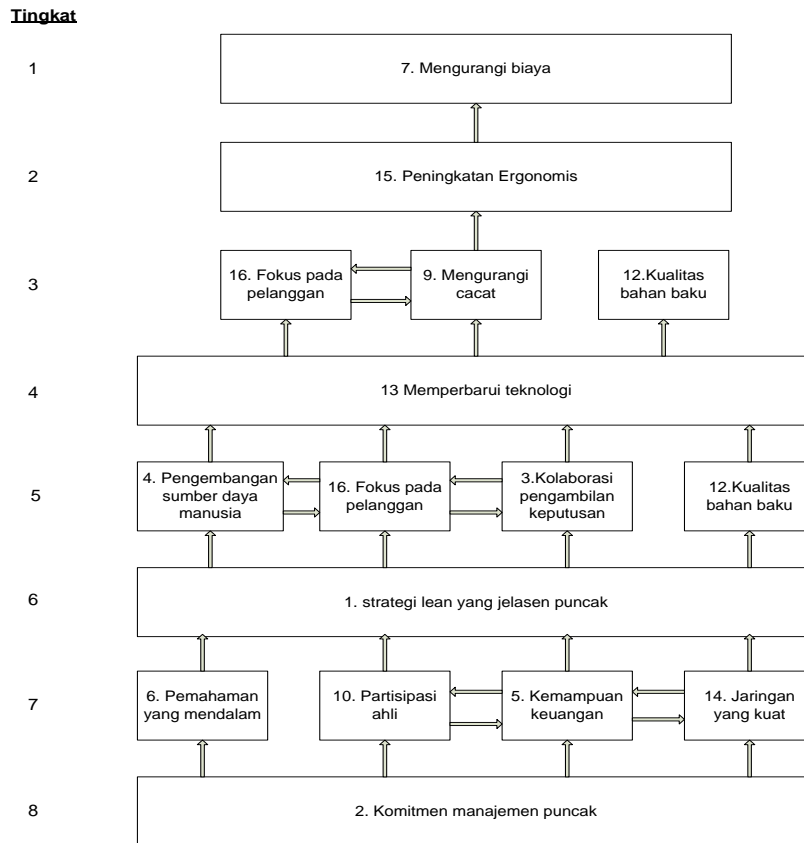 Tingkat
1
7. Mengurangi biaya
2
15. Peningkatan Ergonomis
3
16. Fokus pada
pelanggan
9. Mengurangi
cacat
12.Kualitas
bahan baku
4
13 Memperbarui teknologi
5
4. Pengembangan
sumber daya
manusia
16. Fokus pada
pelanggan
3.Kolaborasi
pengambilan
keputusan
12.Kualitas
bahan baku
6
1. strategi lean yang jelasen puncak
7
6. Pemahaman
yang mendalam
10. Partisipasi
ahli
5. Kemampuan
keuangan
14. Jaringan
yang kuat
8
2. Komitmen manajemen puncak